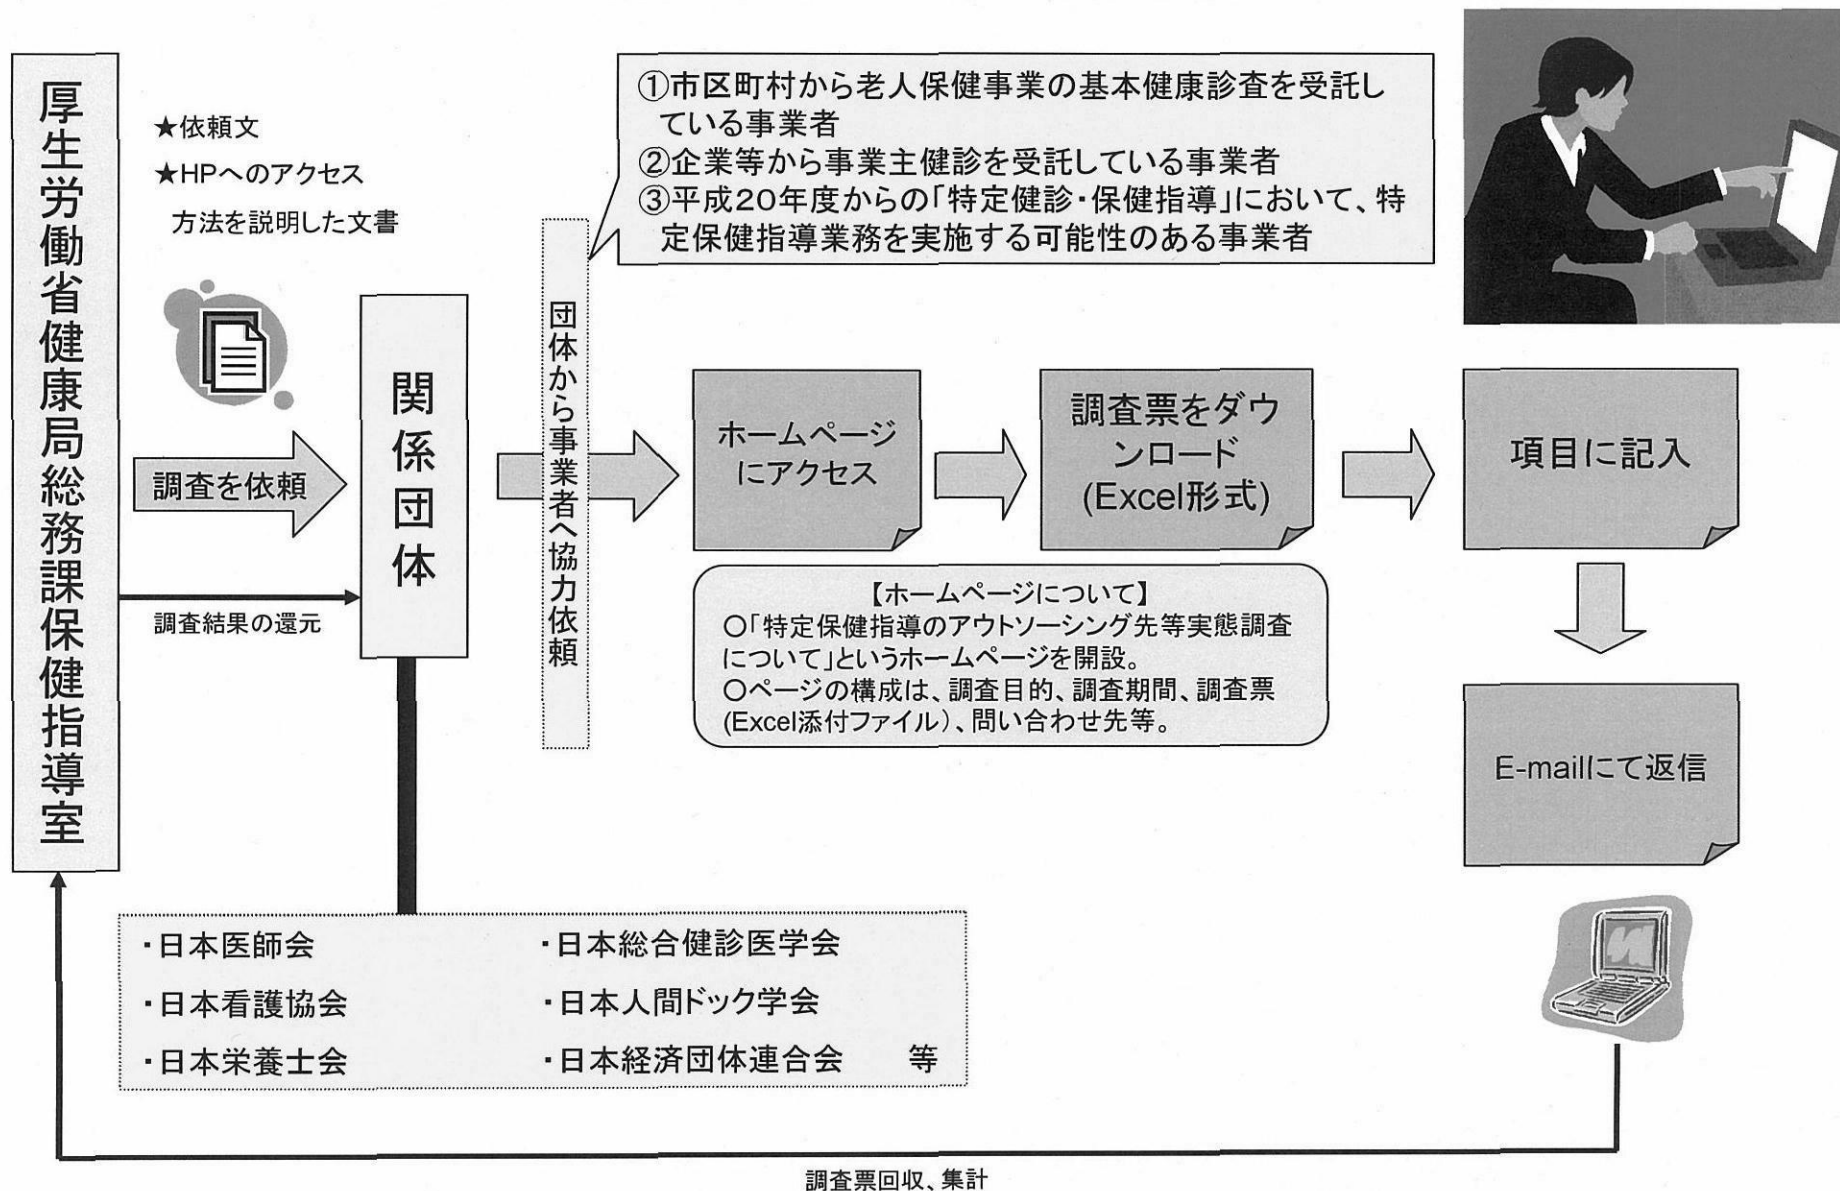 厚生労働省健康局総務課保健指導室
★依頼文
★HPへのアクセス
方法を説明した文書
調査を依頼
調査結果の還元
関係団体
団体から事業者へ協力依頼
①市区町村から老人保健事業の基本健康診査を受託し
ている事業者
②企業等から事業主健診を受託している事業者
③平成20年度からの「特定健診・保健指導」において、特
定保健指導業務を実施する可能性のある事業者
ホームページ
にアクセス
調査票をダウ
ンロード
(Excel形式)
項目に記入
【ホームページについて】
○「特定保健指導のアウトソーシング先等実態調査
について」というホームページを開設。
○ページの構成は、調査目的、調査期間、調査票
(Excel添付ファイル)、問い合わせ先等。
E-mailにて返信
・日本医師会
・日本総合健診医学会
・日本看護協会
・日本人間ドック学会
・日本栄養士会
・日本経済団体連合会 等
調査票回収、集計